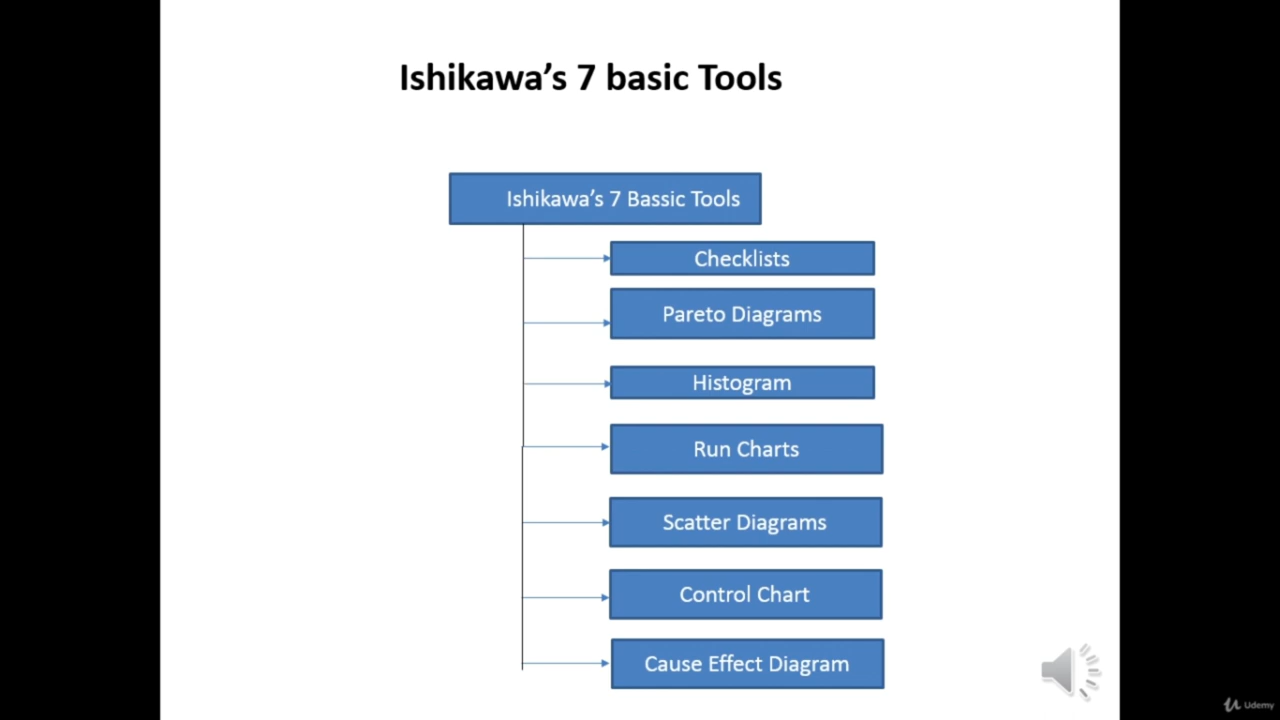 Ishikawa’s 7 basic Tools
Ishikawa’s 7 Bassic Tools
Checklists
Pareto Diagrams
Histogram
Run Charts
Scatter Diagrams
Control Chart
Cause Effect Diagram
Udemy